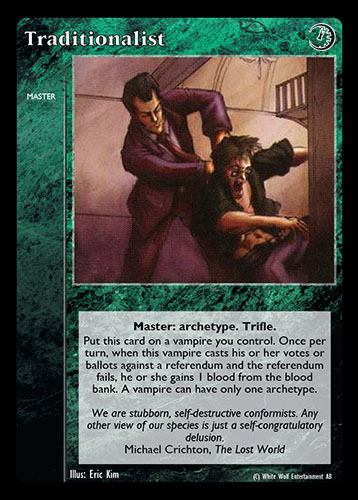 Traditionalist
MASTER
Master: archetype. Trifle.
Put this card on a vampire you control. Once per
turn, when this vampire casts his or her votes or
ballots against a referendum and the referendum
fails, he or she gains 1 blood from the blood
bank. A vampire can have only one archetype.
We are stubborn, self-destructive conformists. Any
other view of our species is just a self-congratulatory
delusion.
Michael Crichton, The Lost World
Illus: Eric Kim
(C) White Wolf Entertainment AB